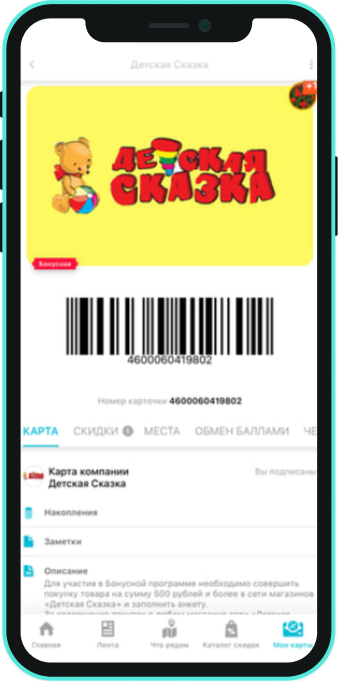 Детская Сказка
ДЕТСКАЯ
СКАЗКА
Бонусная
4600060419802
Номер карточки 4600060419802
КАРТА СКИДКИ МЕСТА ОБМЕН БАЛЛАМИ ЧЕ
Карта компании Вы подписаны
Детская Сказка
Накопления
Заметки
Описание
Для участия в Бонусной программе необходимо совершить
покупку товара на сумму 500 рублей и более в сети магазинов
«Детская Сказка» и заполнить анкету.
Главная Лента Что рядом Каталог скидок Мои карты